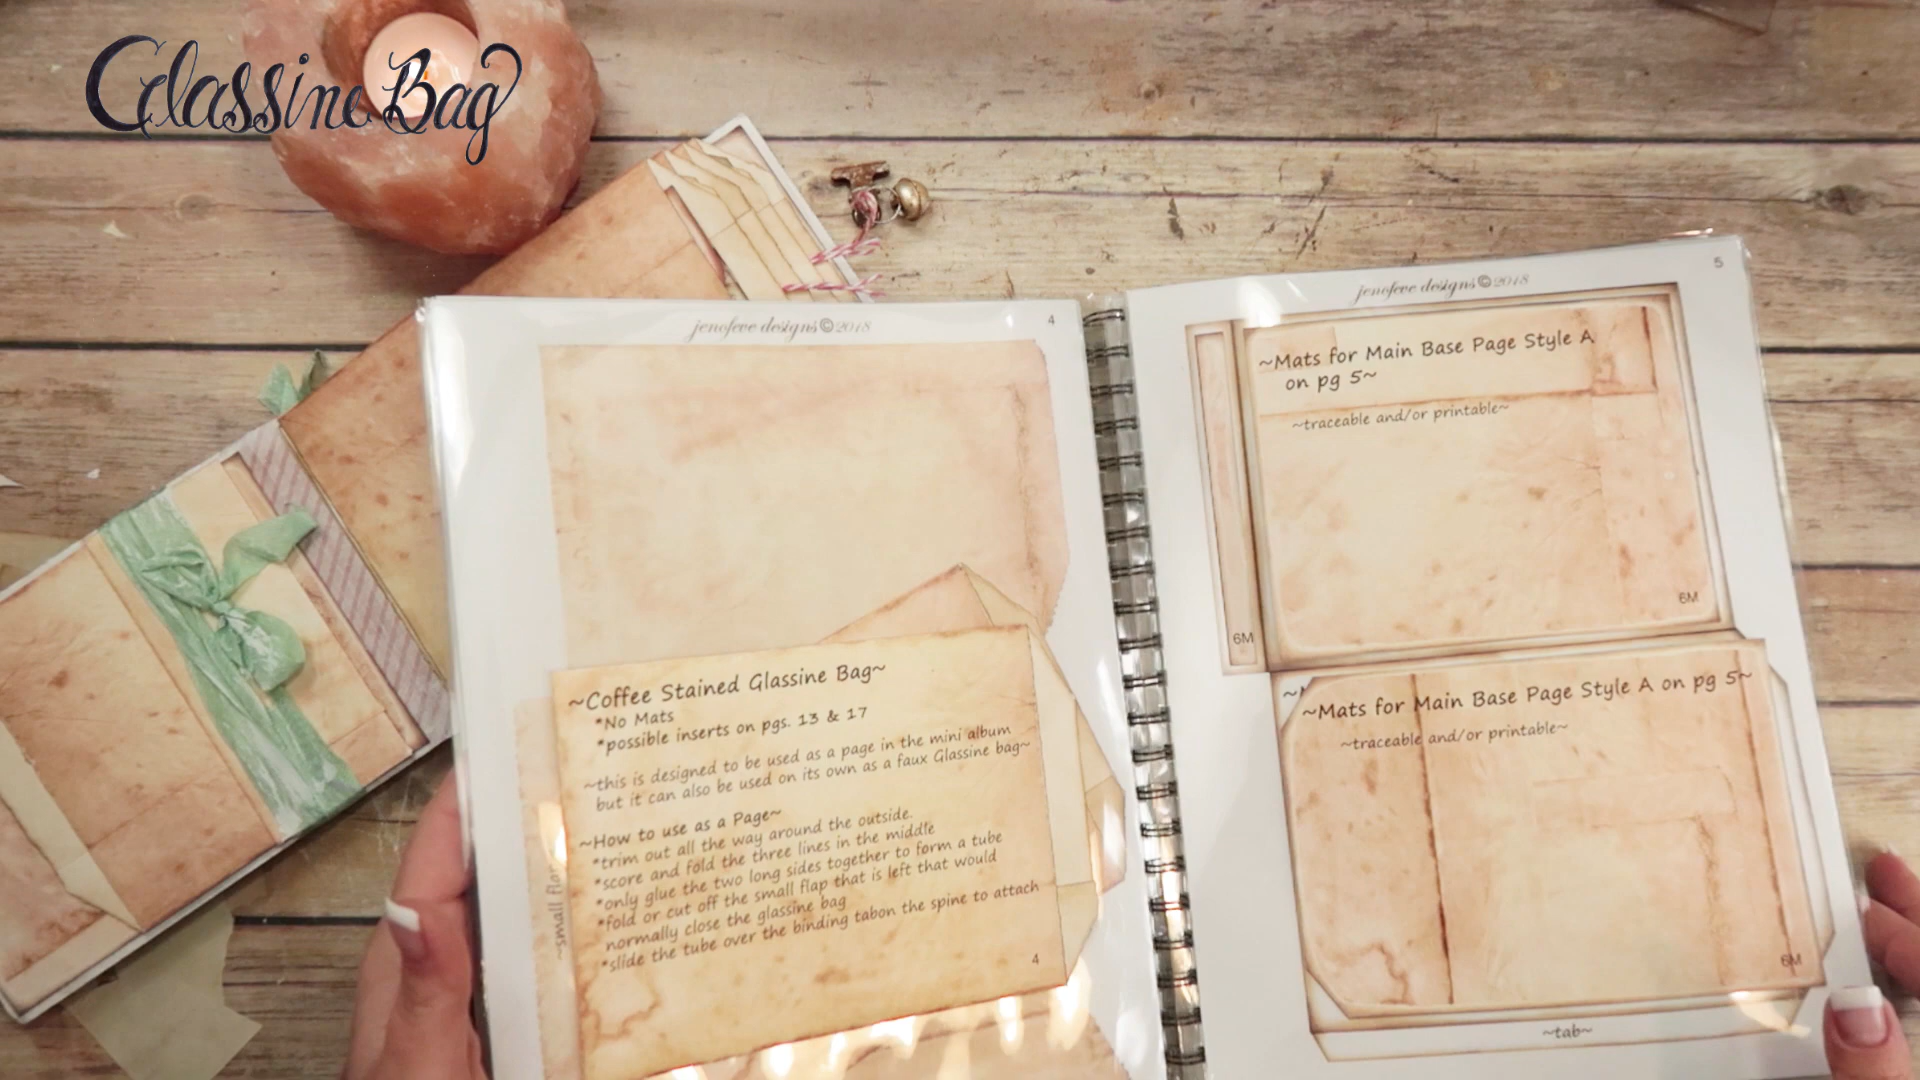 Glassine Bag
jenofeve designs©2018
4
~Coffee Stained Glassine Bag~
*No Mats
*possible inserts on pgs. 13 & 17
~this is designed to be used as a page in the mini album
but it can also be used on its own as a faux Glassine bag~
~How to use as a Page~
*trim out all the way around the outside.
*score and fold the three lines in the middle
*only glue the two long sides together to form a tube
*fold or cut off the small flap that is left that would
normally close the glassine bag
*slide the tube over the binding tabon the spine to attach
4
~small flap
jenofeve designs©2018
5
~Mats for Main Base Page Style A
on pg 5~
~traceable and/or printable~
6M
6M
~Mats for Main Base Page Style A on pg 5~
~traceable and/or printable~
6M
~tab~